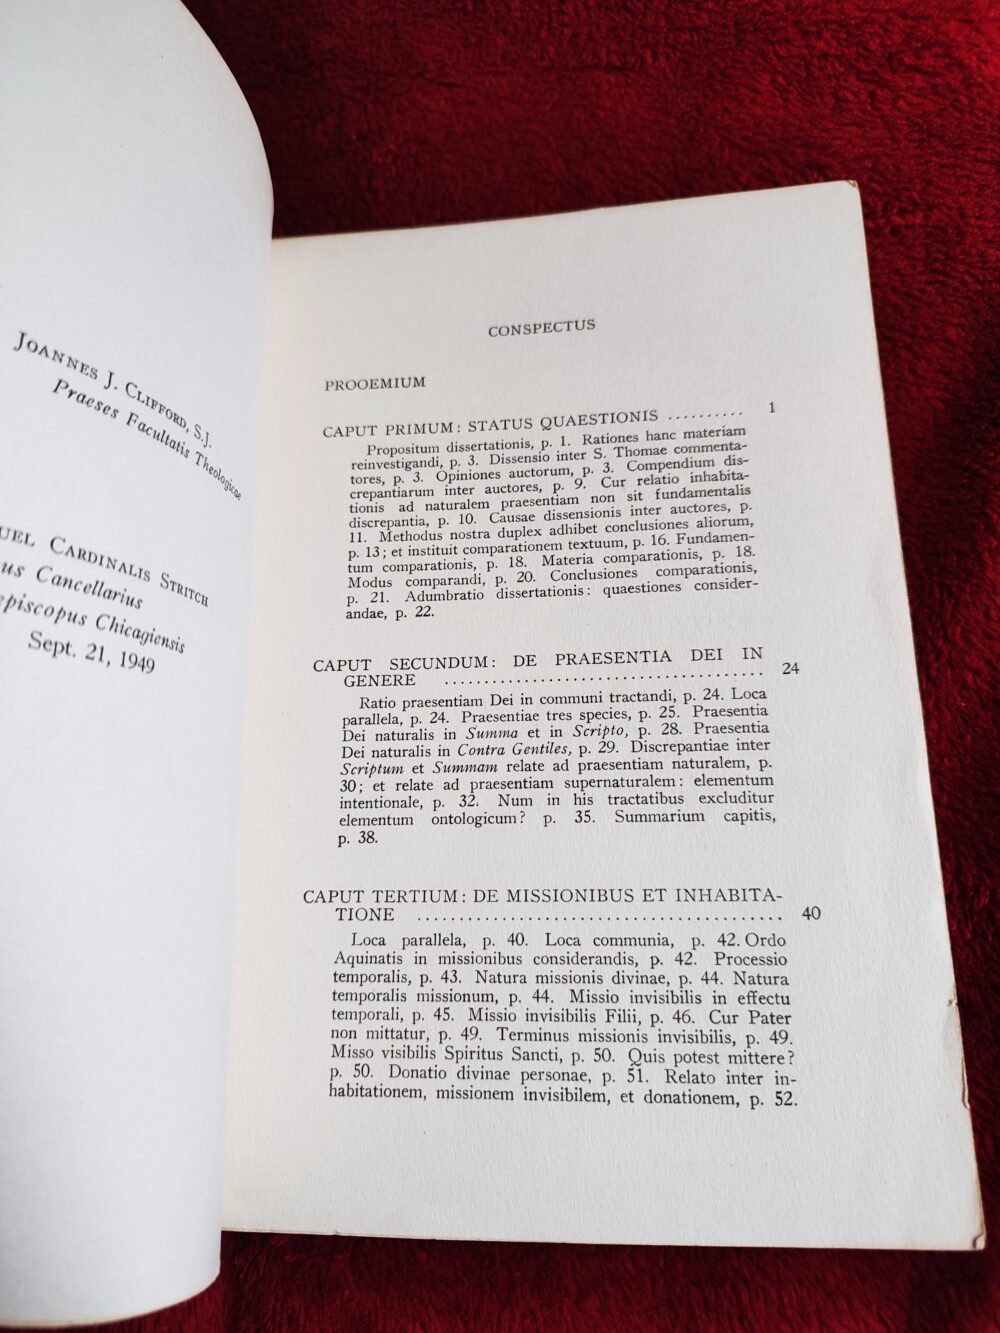 JOANNES J. CLIFFORD, S.J.
Praeses Facultatis Theologicae
CARDINALIS STRITCH
Cancellarius
Chicagiensis
Sept. 21, 1949
CONSPECTUS
PROOEMIUM
CAPUT PRIMUM: STATUS QUAESTIONIS .......... 1
Propositum dissertationis, p. 1. Rationes hanc materiam
reinvestigandi, p. 3. Dissensio inter S. Thomae commenta-
tores, p. 3. Opiniones auctorum, p. 3. Compendium dis-
crepantiarum inter auctores, p. 9. Cur relatio inhabita-
tionis ad naturalem praesentiam non sit fundamentalis
discrepantia, p. 10. Causae dissensionis inter auctores, p.
11. Methodus nostra duplex adhibet conclusiones aliorum,
p. 13; et instituit comparationem textuum, p. 16. Fundamen-
tum comparationis, p. 18. Materia comparationis, p. 18.
Modus comparandi, p. 20. Conclusiones comparationis,
p. 21. Adumbratio dissertationis: quaestiones consider-
andae, p. 22.
CAPUT SECUNDUM: DE PRAESENTIA DEI IN
GENERE ...................................... 24
Ratio praesentiam Dei in communi tractandi, p. 24. Loca
parallela, p. 24. Praesentiae tres species, p. 25. Praesentia
Dei naturalis in Summa et in Scripto, p. 28. Praesentia
Dei naturalis in Contra Gentiles, p. 29. Discrepantiae inter
Scriptum et Summam relate ad praesentiam naturalem, p.
30; et relate ad praesentiam supernaturalem: elementum
intentionale, p. 32. Num in his tractatibus excluditur
elementum ontologicum? p. 35. Summarium capitis,
p. 38.
CAPUT TERTIUM: DE MISSIONIBUS ET INHABITA-
TIONE ........................................... 40
Loca parallela, p. 40. Loca communia, p. 42. Ordo
Aquinatis in missionibus considerandis, p. 42. Processio
temporalis, p. 43. Natura missionis divinae, p. 44. Natura
temporalis missionum, p. 44. Missio invisibilis in effectu
temporali, p. 45. Missio invisibilis Filii, p. 46. Cur Pater
non mittatur, p. 49. Terminus missionis invisibilis, p. 49.
Misso visibilis Spiritus Sancti, p. 50. Quis potest mittere?
p. 50. Donatio divinae personae, p. 51. Relato inter in-
habitationem, missionem invisibilem, et donationem, p. 52.